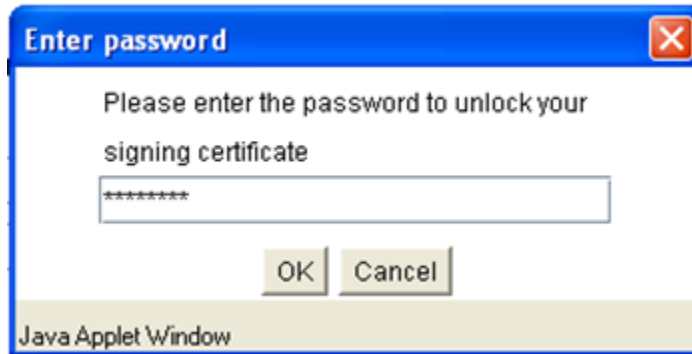 Enter password
Please enter the password to unlock your
signing certificate
********
OK Cancel
Java Applet Window